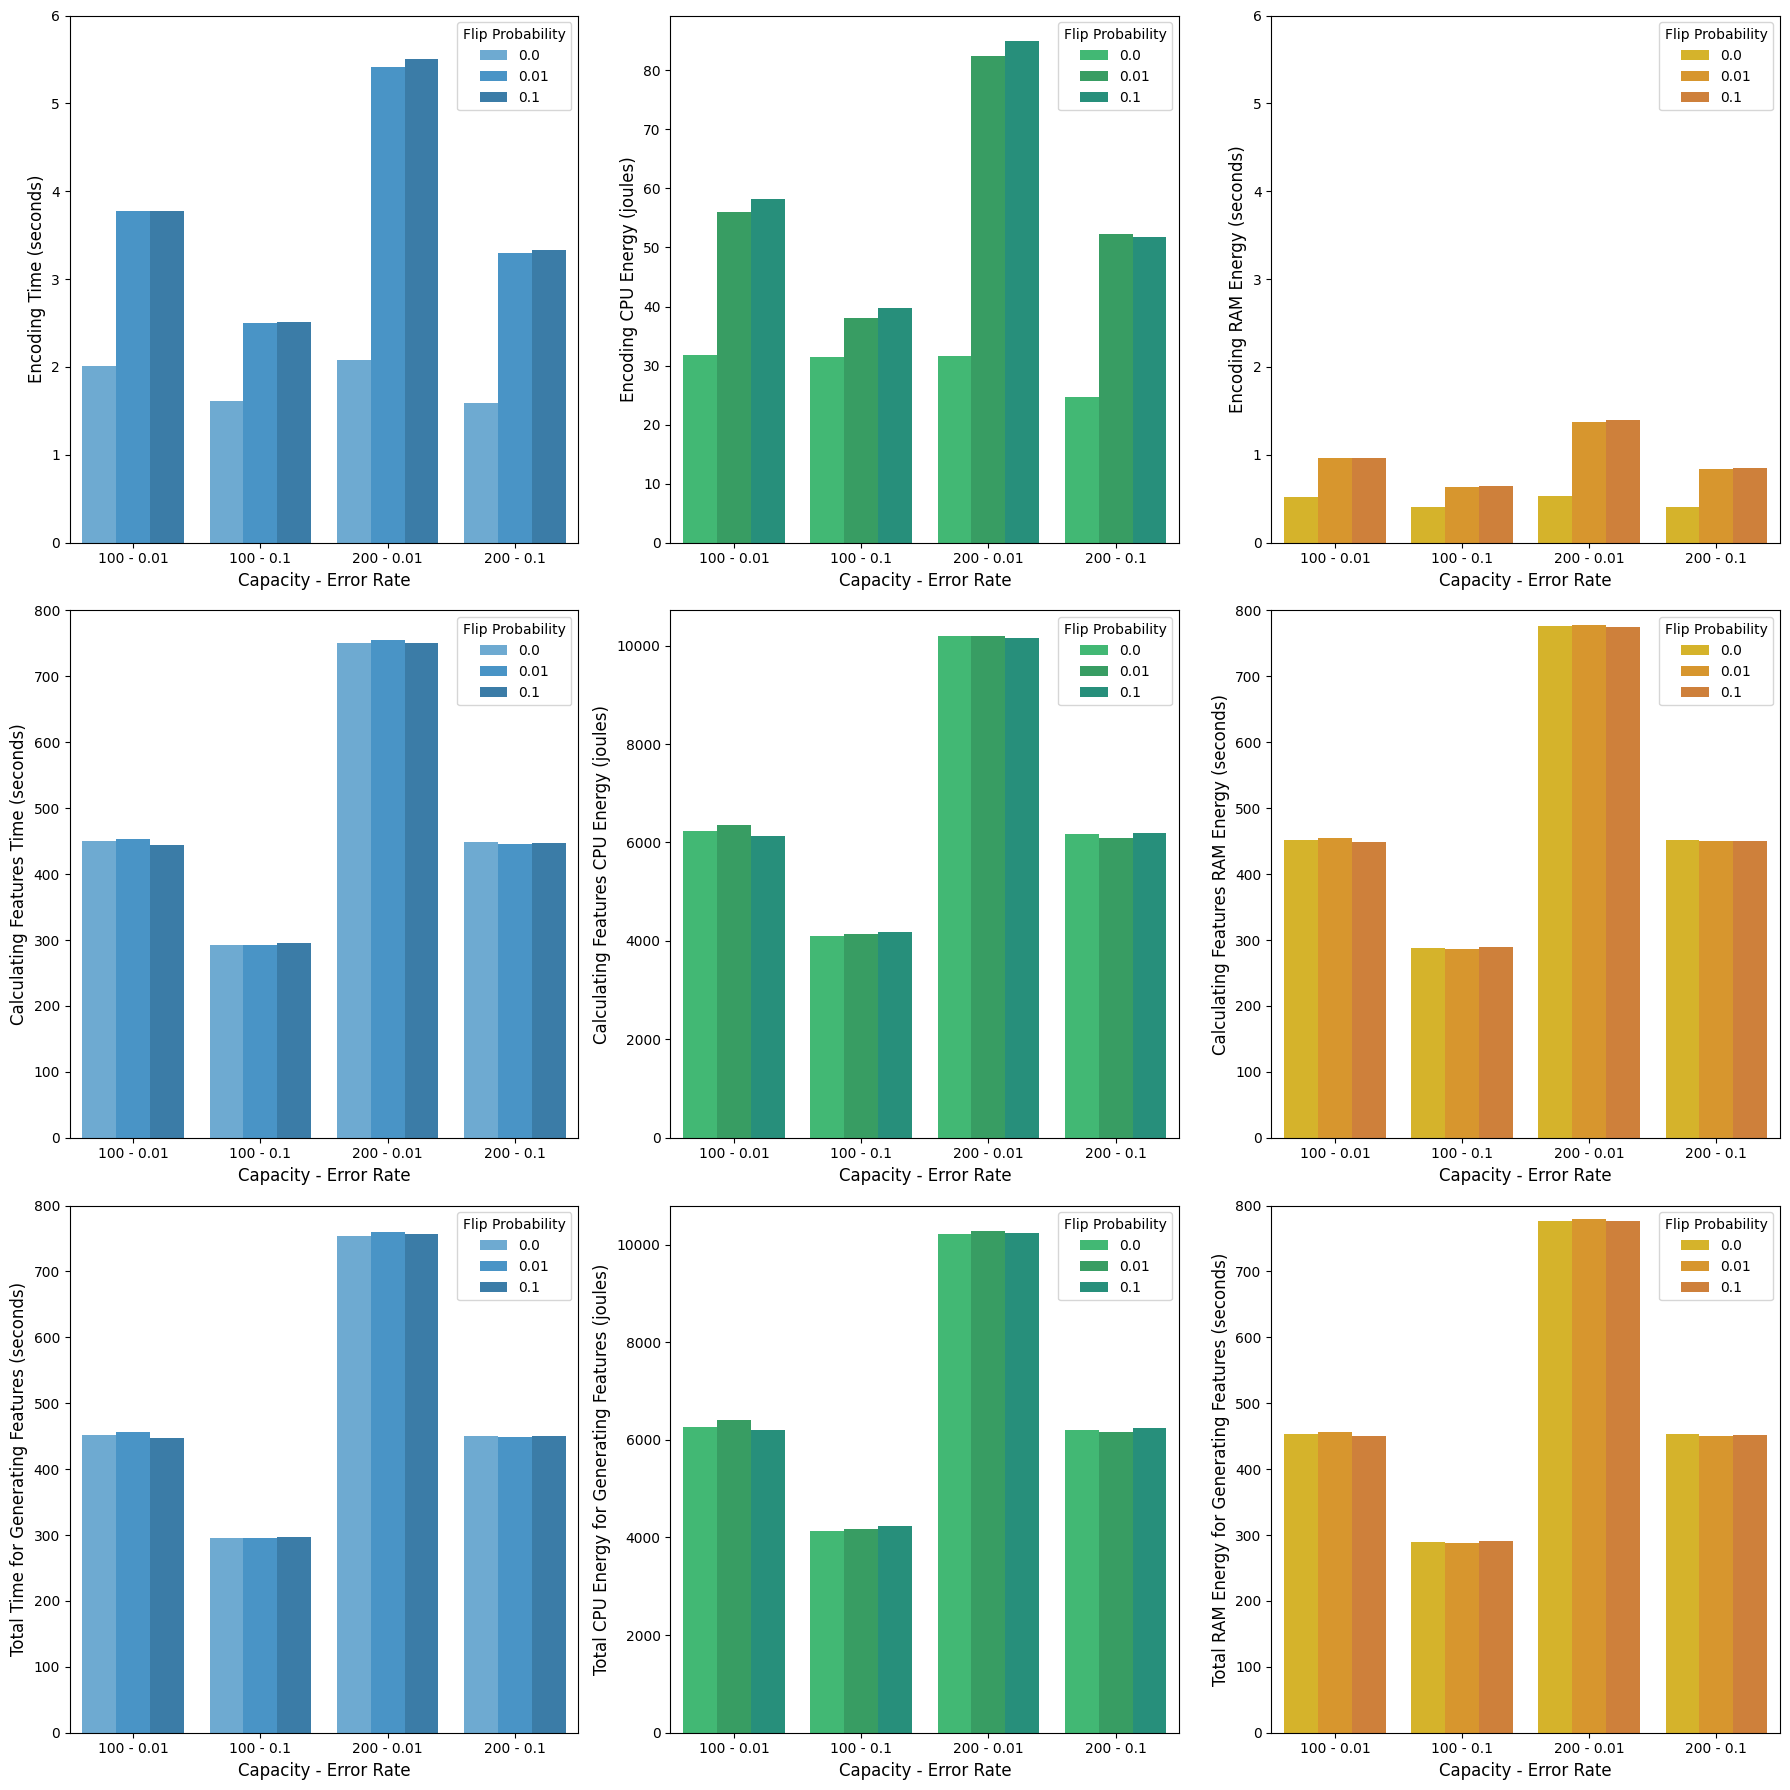 Encoding Time (seconds)
6
5
4
3
2
1
0
Flip Probability
0.0
0.01
0.1
100 - 0.01 100 - 0.1 200 - 0.01 200 - 0.1
Capacity - Error Rate
Encoding CPU Energy (joules)
80
70
60
50
40
30
20
10
0
Flip Probability
0.0
0.01
0.1
100 - 0.01 100 - 0.1 200 - 0.01 200 - 0.1
Capacity - Error Rate
Encoding RAM Energy (seconds)
6
5
4
3
2
1
0
Flip Probability
0.0
0.01
0.1
100 - 0.01 100 - 0.1 200 - 0.01 200 - 0.1
Capacity - Error Rate
Calculating Features Time (seconds)
800
700
600
500
400
300
200
100
0
Flip Probability
0.0
0.01
0.1
100 - 0.01 100 - 0.1 200 - 0.01 200 - 0.1
Capacity - Error Rate
Calculating Features CPU Energy (joules)
10000
8000
6000
4000
2000
0
Flip Probability
0.0
0.01
0.1
100 - 0.01 100 - 0.1 200 - 0.01 200 - 0.1
Capacity - Error Rate
Calculating Features RAM Energy (seconds)
800
700
600
500
400
300
200
100
0
Flip Probability
0.0
0.01
0.1
100 - 0.01 100 - 0.1 200 - 0.01 200 - 0.1
Capacity - Error Rate
Total Time for Generating Features (seconds)
800
700
600
500
400
300
200
100
0
Flip Probability
0.0
0.01
0.1
100 - 0.01 100 - 0.1 200 - 0.01 200 - 0.1
Capacity - Error Rate
Total CPU Energy for Generating Features (joules)
10000
8000
6000
4000
2000
0
Flip Probability
0.0
0.01
0.1
100 - 0.01 100 - 0.1 200 - 0.01 200 - 0.1
Capacity - Error Rate
Total RAM Energy for Generating Features (seconds)
800
700
600
500
400
300
200
100
0
Flip Probability
0.0
0.01
0.1
100 - 0.01 100 - 0.1 200 - 0.01 200 - 0.1
Capacity - Error Rate